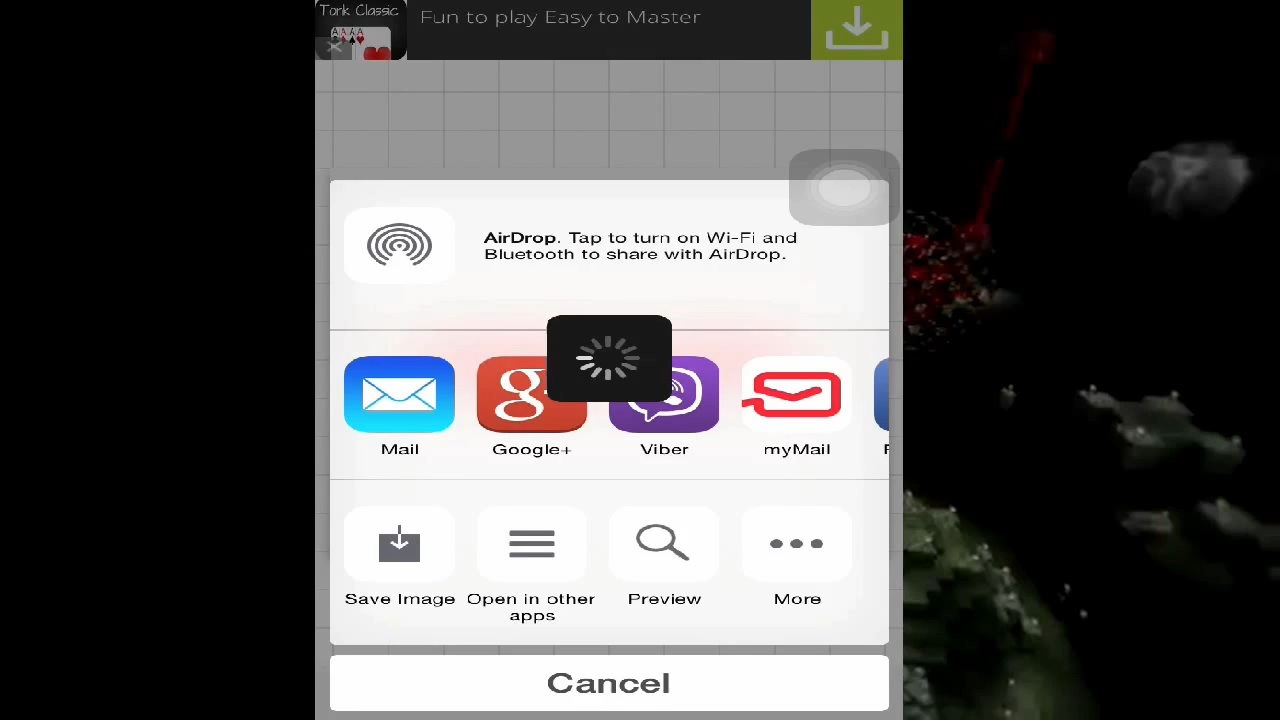 Tark Classic
Fun to play Easy to Master
AirDrop. Tap to turn on Wi-Fi and
Bluetooth to share with AirDrop.
Mail
Google+
Viber
myMail
F
Save Image
Open in other
apps
Preview
More
Cancel